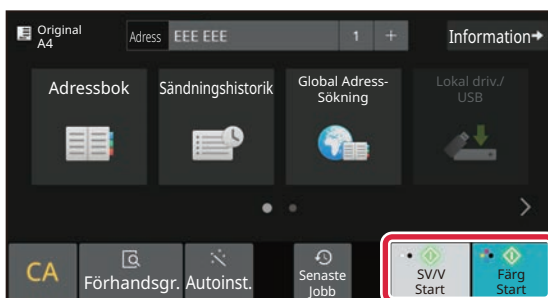 Original
A4
Adress EEE EEE 1 +
Information
Adressbok
Sändningshistorik
Global Adress-
Sökning
Lokal driv./
USB
CA
Förhandsgr.
Autoinst.
Senaste
Jobb
SV/V
Start
Färg
Start